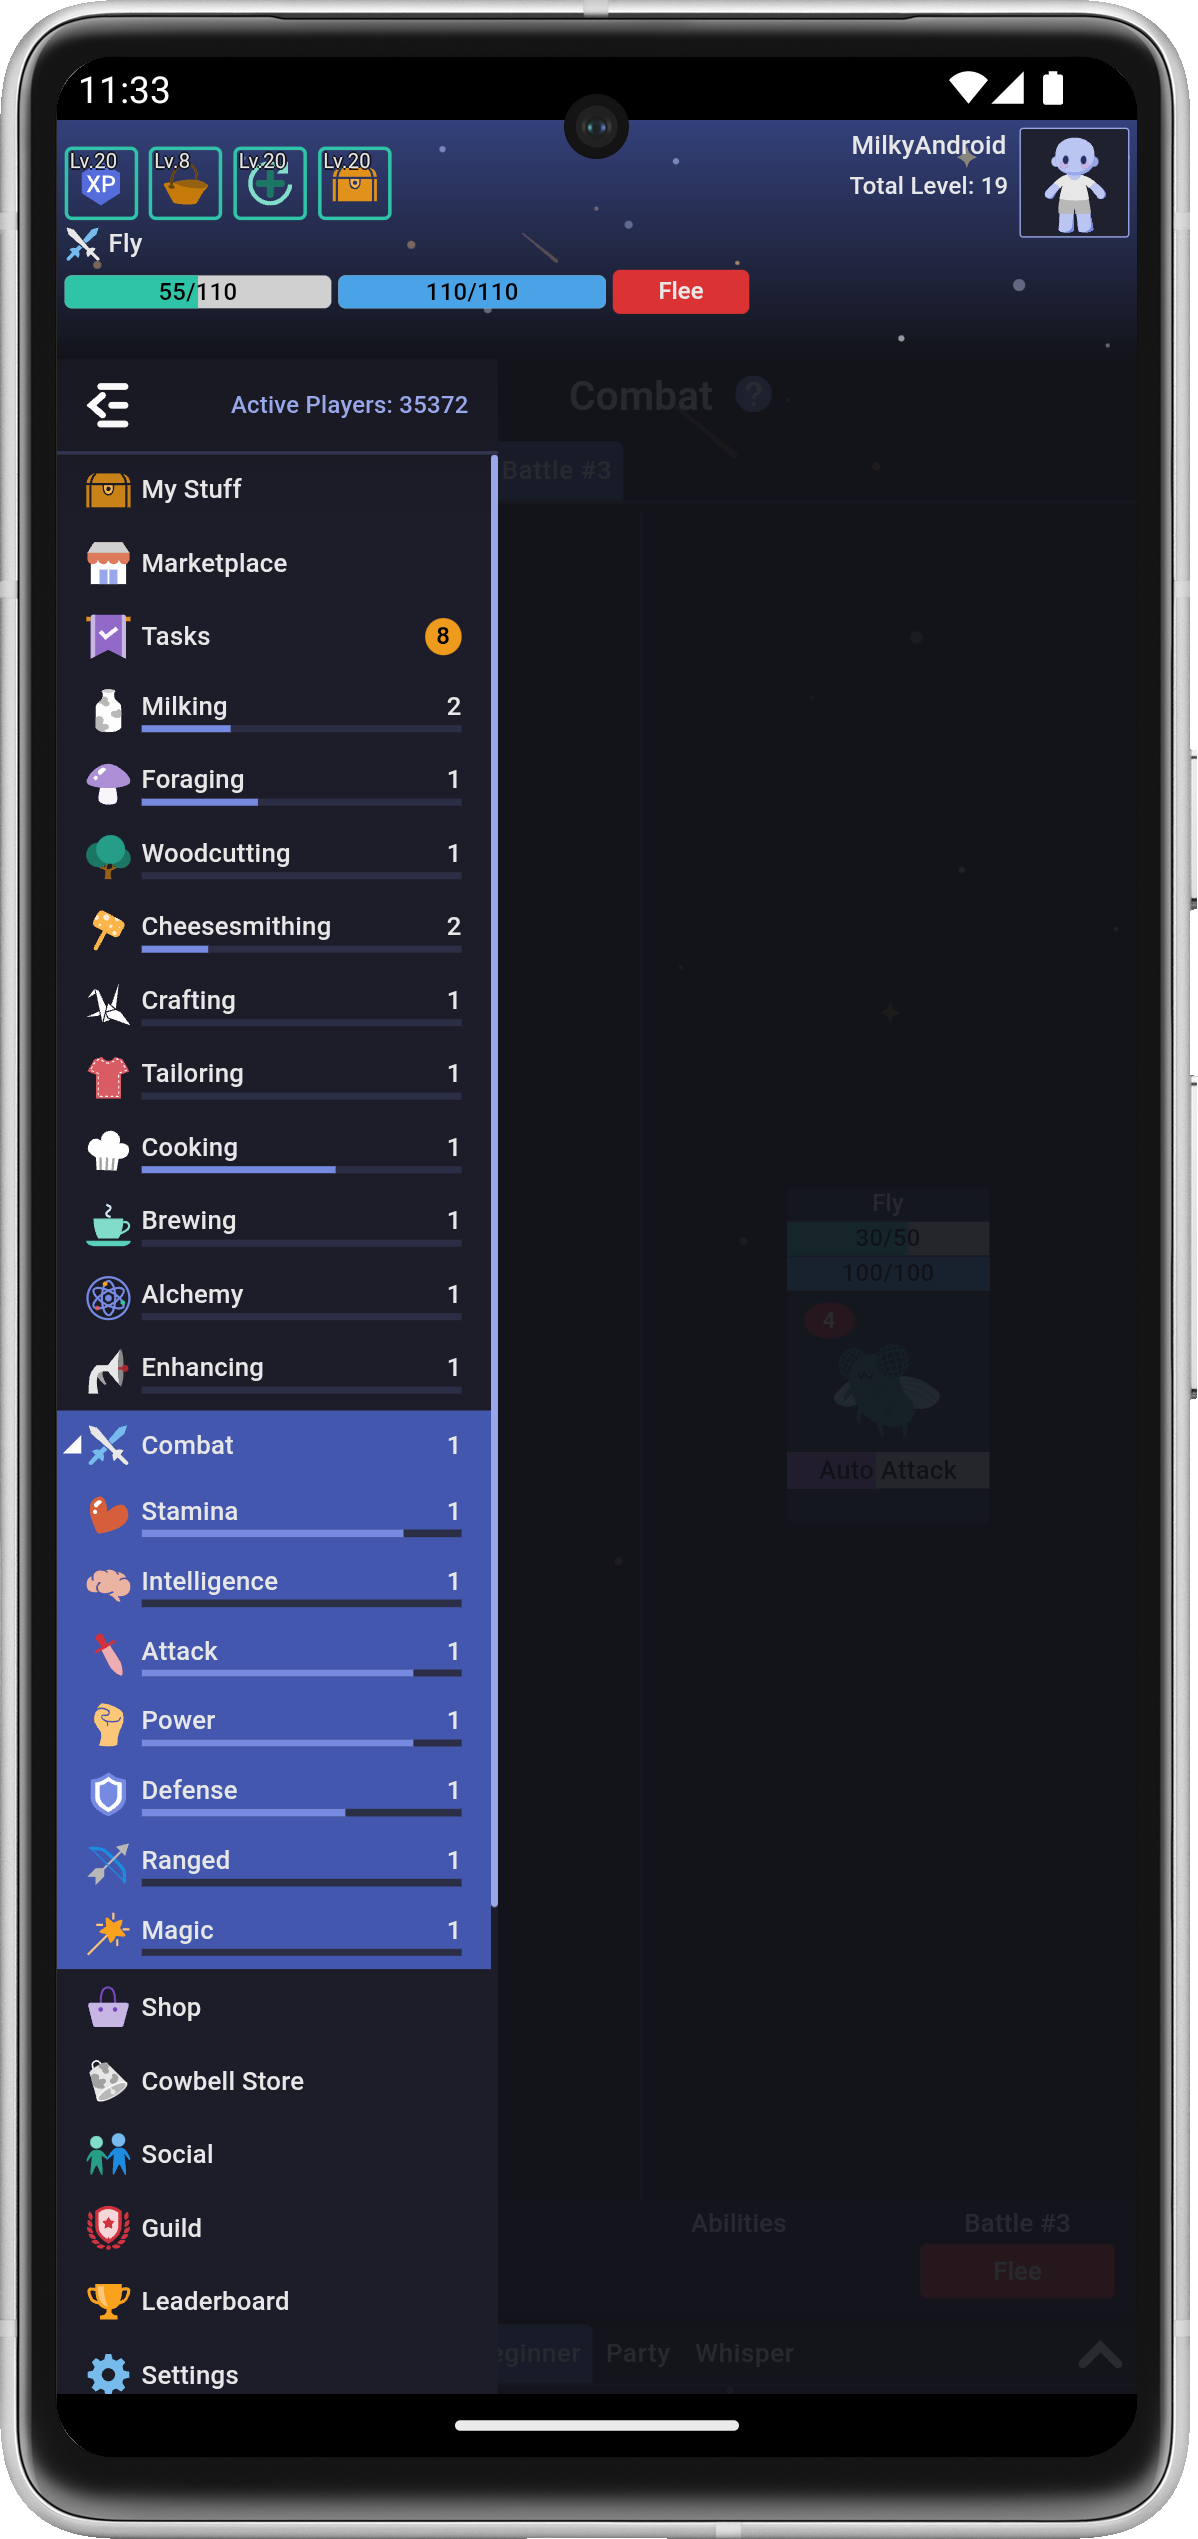 11:33
Lv.20
XP
Lv.8
Lv.20
Lv.20
MilkyAndroid
Total Level: 19
Fly
55/110
110/110
Flee
Active Players: 35372
Combat ?
Battle #3
My Stuff
Marketplace
Tasks 8
Milking 2
Foraging 1
Woodcutting 1
Cheesesmithing 2
Crafting 1
Tailoring 1
Cooking 1
Brewing 1
Alchemy 1
Enhancing 1
Combat 1
Stamina 1
Intelligence 1
Attack 1
Power 1
Defense 1
Ranged 1
Magic 1
Shop
Cowbell Store
Social
Guild
Leaderboard
Settings
Fly
30/50
100/100
4
Auto Attack
Abilities
Battle #3
Flee
eginner Party Whisper